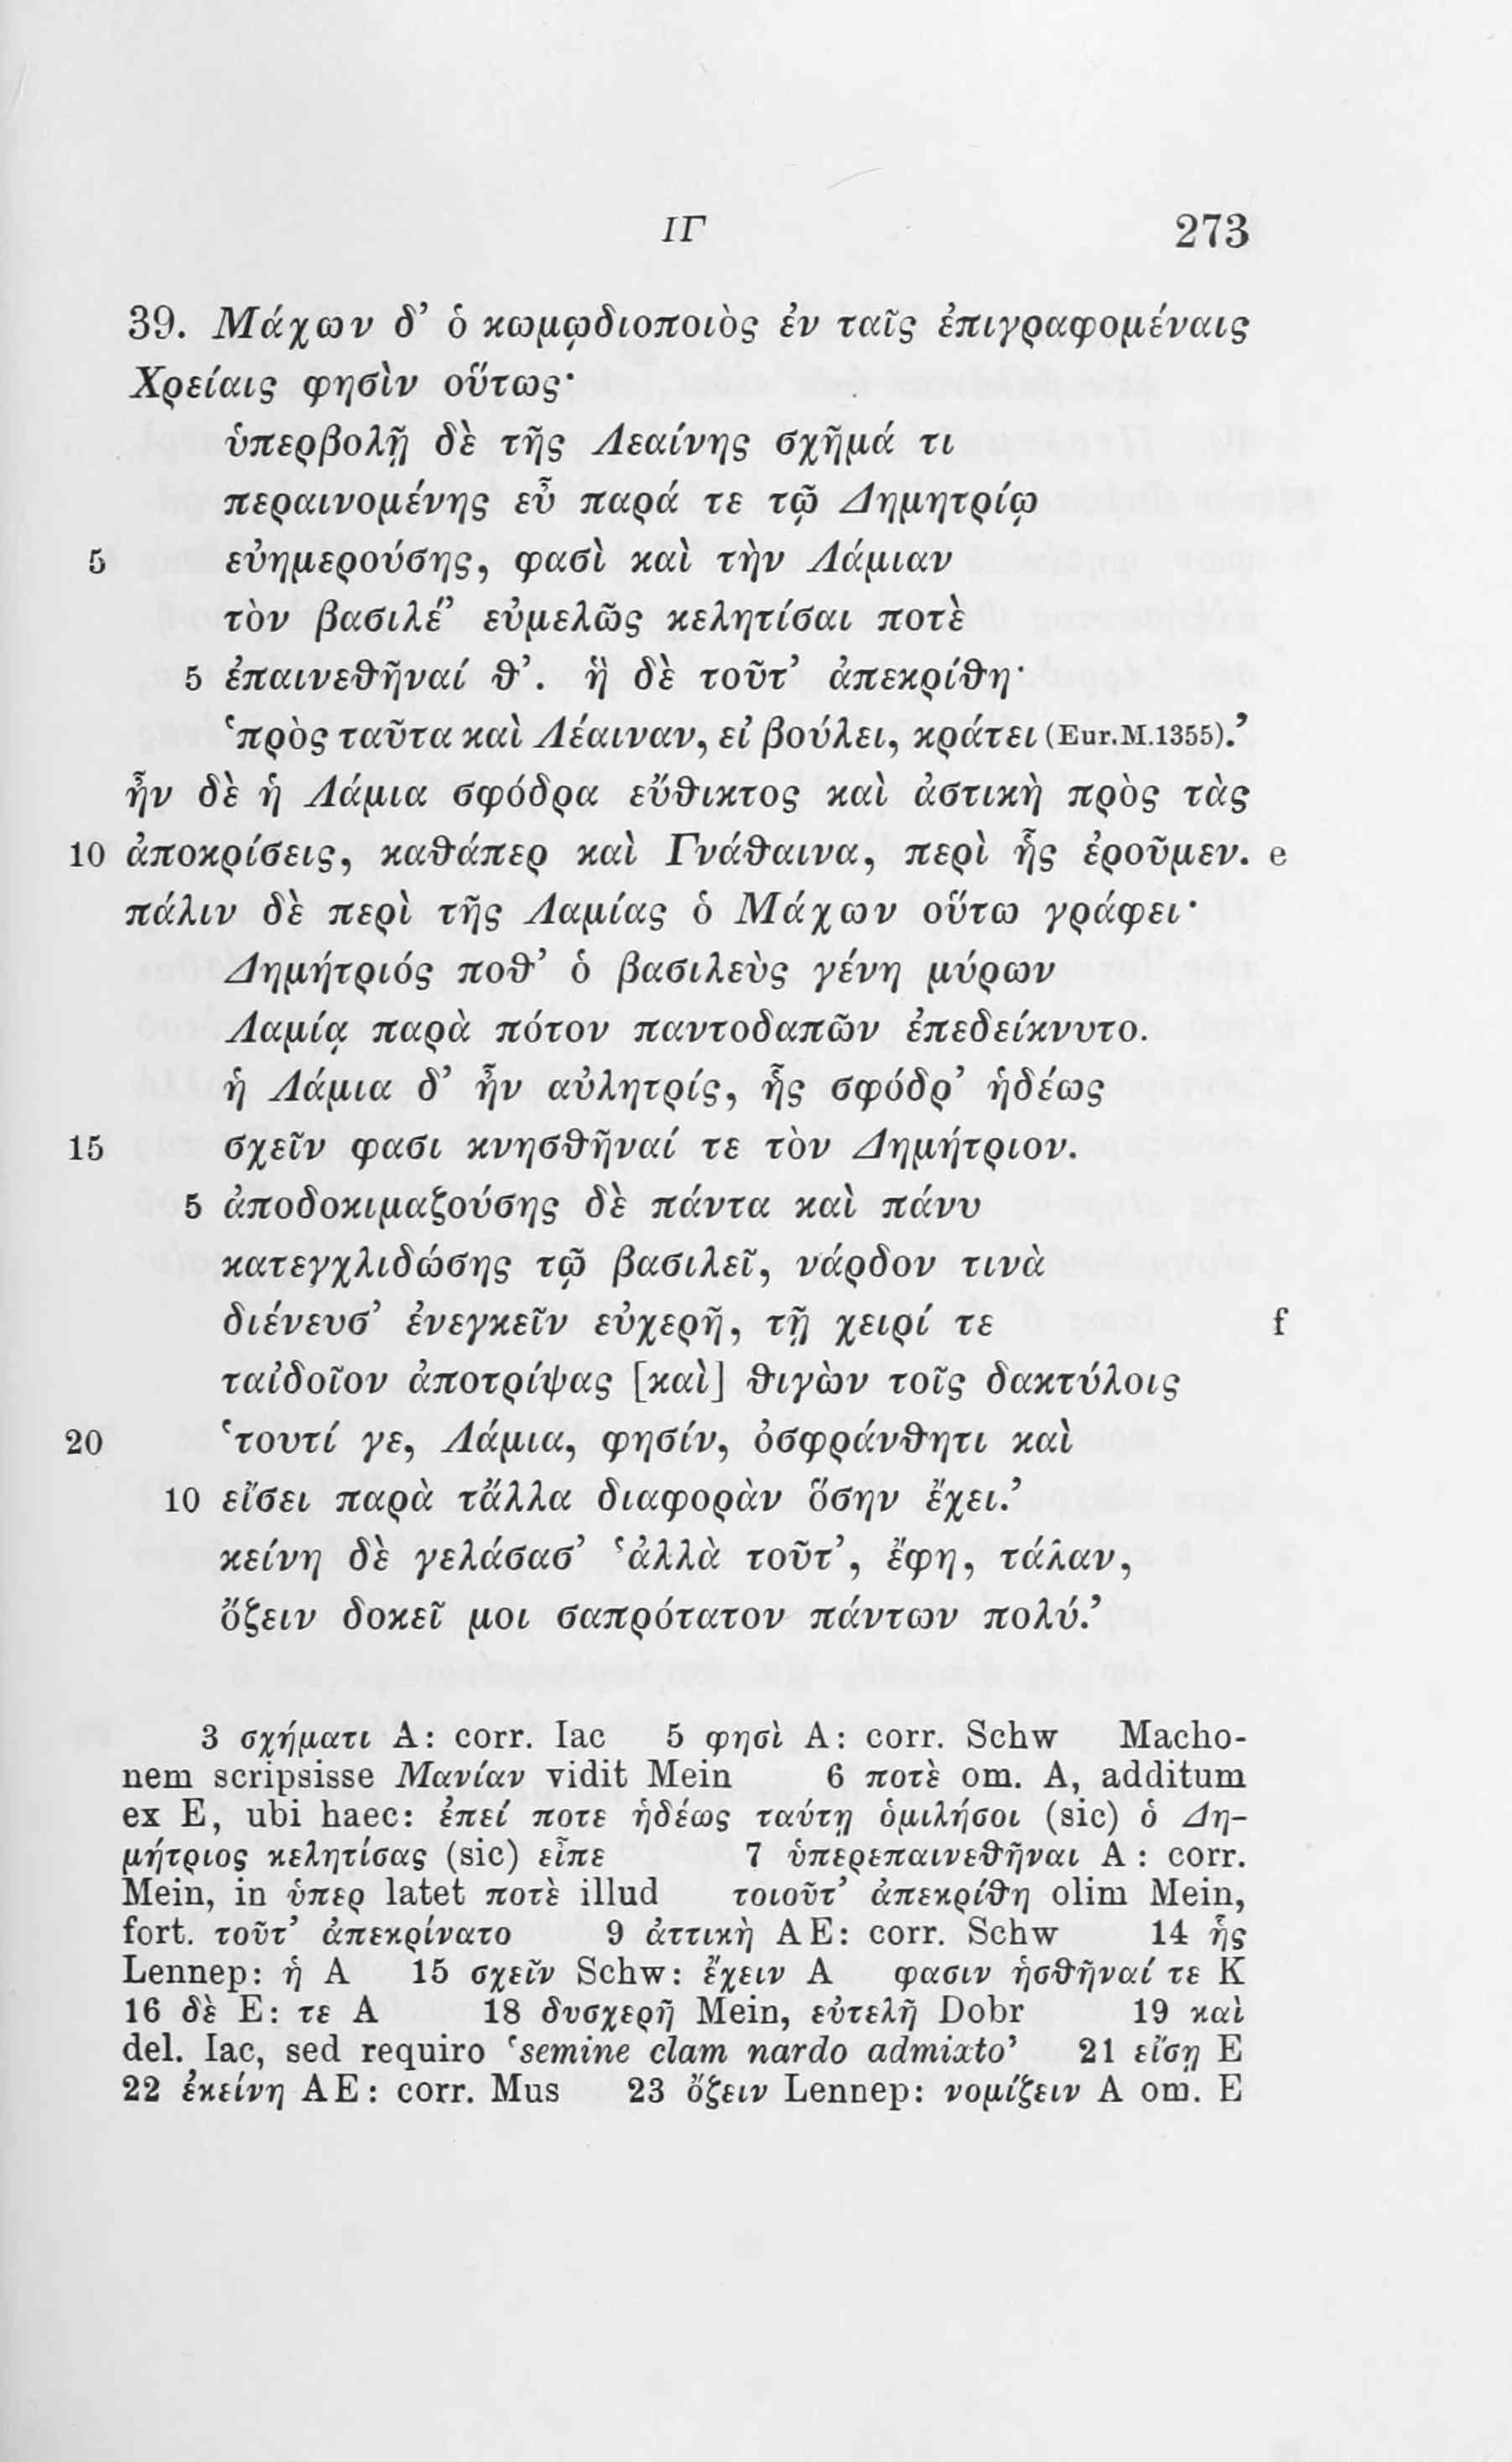 ΙΓ 273
39. Μάχων δ’ ὁ κωμῳδιοποιὸς ἐν ταῖς ἐπιγραφομέναις
Χρείαις φησὶν οὕτως·
ὑπερβολῇ δὲ τῆς Λεαίνης σχῆμά τι
περαινομένης εὖ παρά τε τῷ Δημητρίῳ
5 εὐημερούσης, φασὶ καὶ τὴν Λάμιαν
τὸν βασιλέ’ εὐμελῶς κελητίσαι ποτὲ
5 ἐπαινεθῆναί θ’. ἣ δὲ τοῦτ’ ἀπεκρίθη·
‘πρὸς ταῦτα καὶ Λέαιναν, εἰ βούλει, κράτει (Eur.M.1355).’
ἦν δὲ ἡ Λάμια σφόδρα εὔθικτος καὶ ἀστικὴ πρὸς τὰς
10 ἀποκρίσεις, καθάπερ καὶ Γνάθαινα, περὶ ἧς ἐροῦμεν. e
πάλιν δὲ περὶ τῆς Λαμίας ὁ Μάχων οὕτω γράφει·
Δημήτριός ποθ’ ὁ βασιλεὺς γένη μύρων
Λαμίᾳ παρὰ πότον παντοδαπῶν ἐπεδείκνυτο.
ἡ Λάμια δ’ ἦν αὐλητρίς, ἧς σφόδρ’ ἡδέως
15 σχεῖν φασι κνησθῆναί τε τὸν Δημήτριον.
5 ἀποδοκιμαζούσης δὲ πάντα καὶ πάνυ
κατεγχλιδώσης τῷ βασιλεῖ, νάρδον τινὰ
διένευσ’ ἐνεγκεῖν εὐχερῆ, τῇ χειρί τε f
ταἰδοῖον ἀποτρίψας [καὶ] θιγὼν τοῖς δακτύλοις
20 ‘τουτί γε, Λάμια, φησίν, ὀσφράνθητι καὶ
10 εἴσει παρὰ τἄλλα διαφορὰν ὅσην ἔχει.’
κείνη δὲ γελάσασ’ ‘ἀλλὰ τοῦτ’, ἔφη, τάλαν,
ὄζειν δοκεῖ μοι σαπρότατον πάντων πολύ.’
3 σχήματι A: corr. Iac 5 φησὶ A: corr. Schw Macho-
nem scripsisse Μανίαν vidit Mein 6 ποτὲ om. A, additum
ex E, ubi haec: ἐπεί ποτε ἡδέως ταύτῃ ὁμιλήσοι (sic) ὁ Δη-
μήτριος κελητίσας (sic) εἶπε 7 ὑπερεπαινεθῆναι A : corr.
Mein, in ὑπερ latet ποτὲ illud τοιοῦτ’ ἀπεκρίθη olim Mein,
fort. τοῦτ’ ἀπεκρίνατο 9 ἀττικὴ AE: corr. Schw 14 ἧς
Lennep: ἡ A 15 σχεῖν Schw: ἔχειν A φασιν ἡσθῆναί τε K
16 δὲ E: τε A 18 δυσχερῆ Mein, εὐτελῆ Dobr 19 καὶ
del. Iac, sed requiro ‘semine clam nardo admixto’ 21 εἴσῃ E
22 ἐκείνη AE: corr. Mus 23 ὄζειν Lennep: νομίζειν A om. E